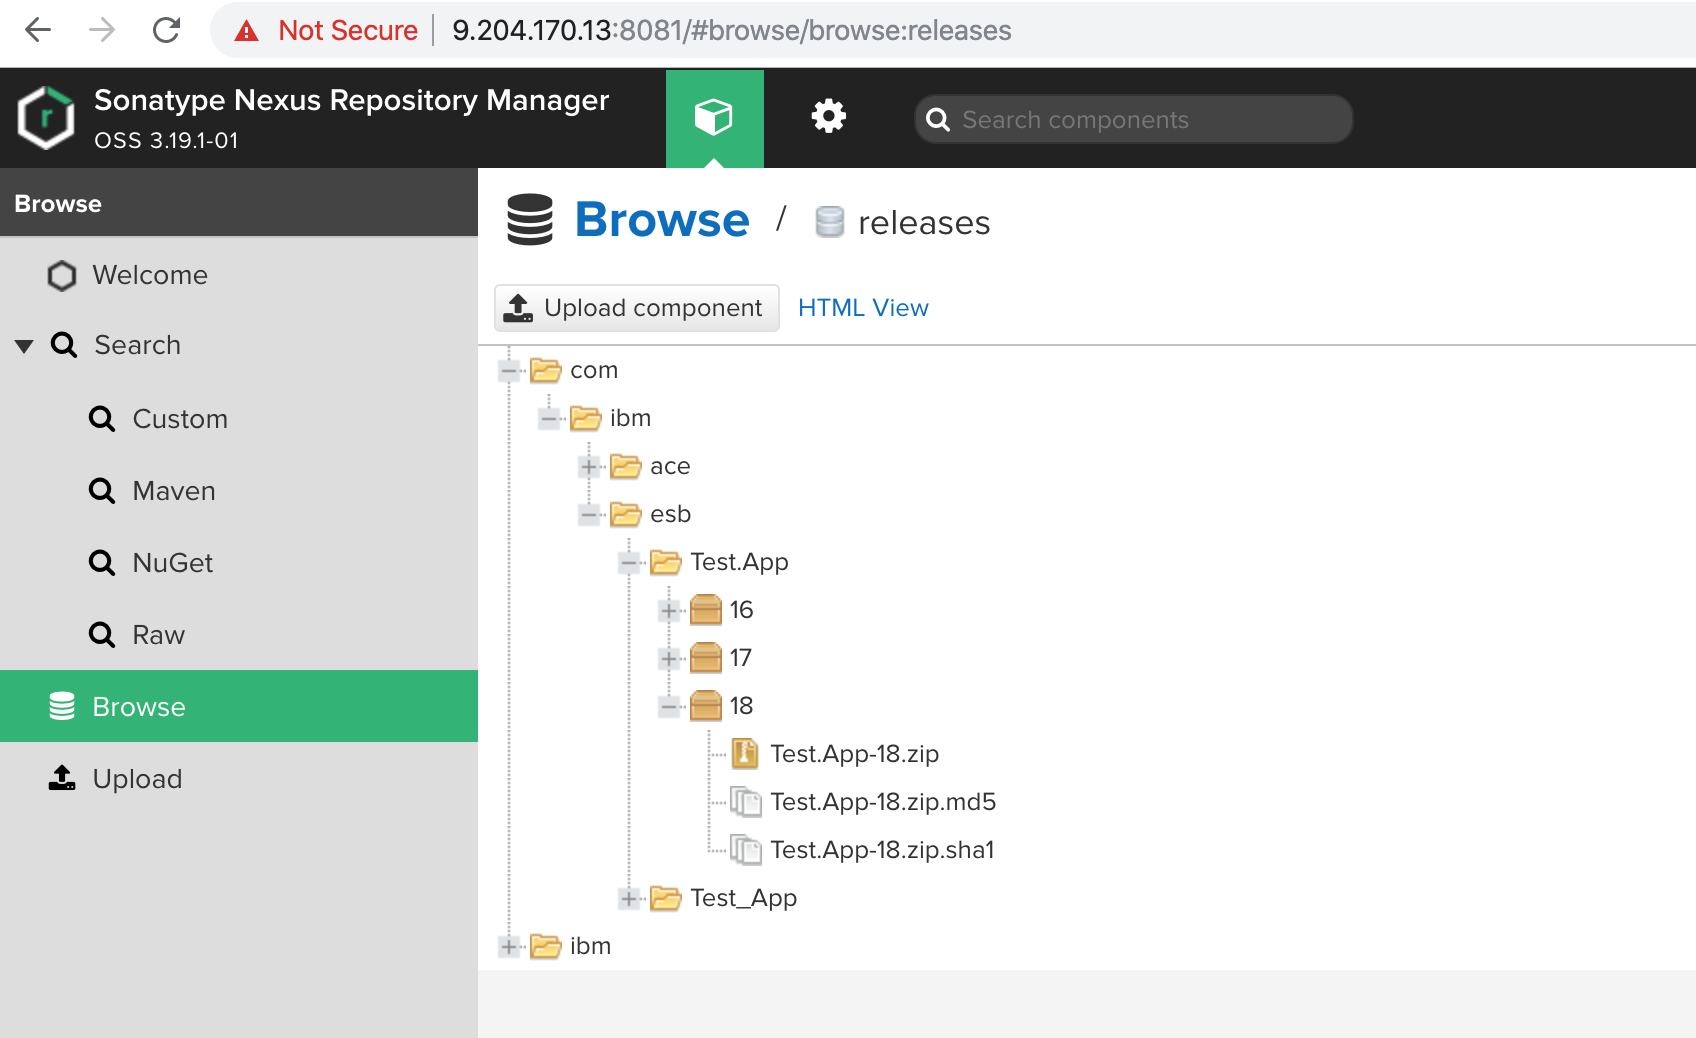 Not Secure 9.204.170.13:8081/#browse/browse:releases
r
Sonatype Nexus Repository Manager
OSS 3.19.1-01
Search components
Browse
Welcome
Search
Custom
Maven
NuGet
Raw
Browse
Upload
Browse / releases
Upload component HTML View
com
ibm
ace
esb
Test.App
16
17
18
Test.App-18.zip
Test.App-18.zip.md5
Test.App-18.zip.sha1
Test_App
ibm